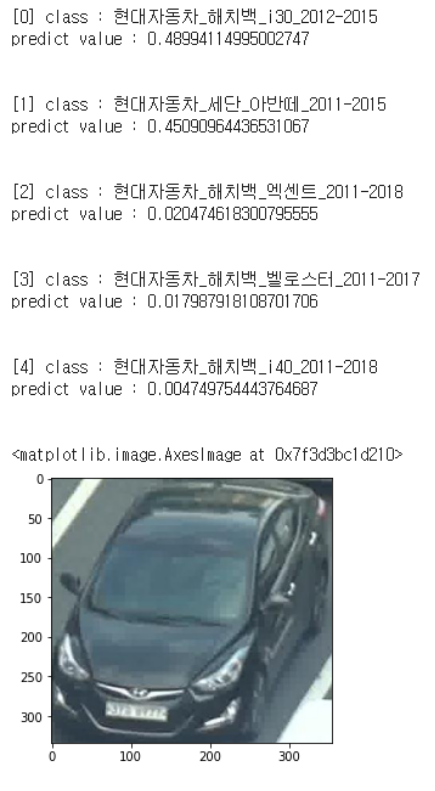 [0] class : 현대자동차_해치백_i30_2012-2015
predict value : 0.48994114995002747
[1] class : 현대자동차_세단_아반떼_2011-2015
predict value : 0.45090964436531067
[2] class : 현대자동차_해치백_엑센트_2011-2018
predict value : 0.020474618300795555
[3] class : 현대자동차_해치백_벨로스터_2011-2017
predict value : 0.017987918108701706
[4] class : 현대자동차_해치백_i40_2011-2018
predict value : 0.004749754443764687
<matplotlib.image.AxesImage at 0x7f3d3bc1d210>
0
50
100
150
200
250
300
0 100 200 300